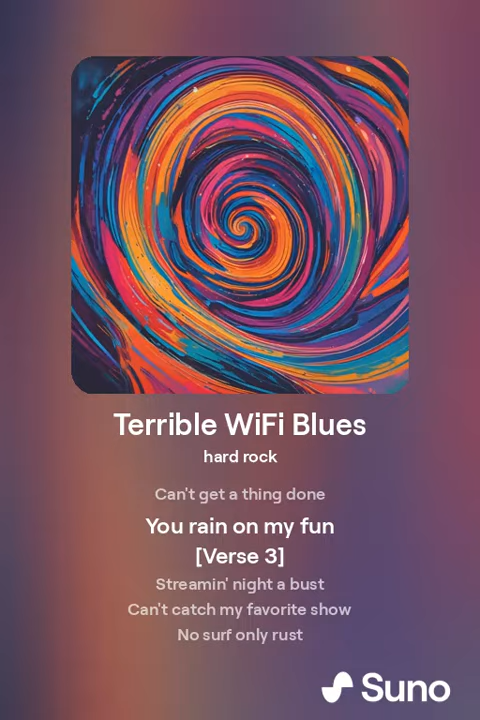 Terrible WiFi Blues
hard rock
Can't get a thing done
You rain on my fun
[Verse 3]
Streamin' night a bust
Can't catch my favorite show
No surf only rust
Suno